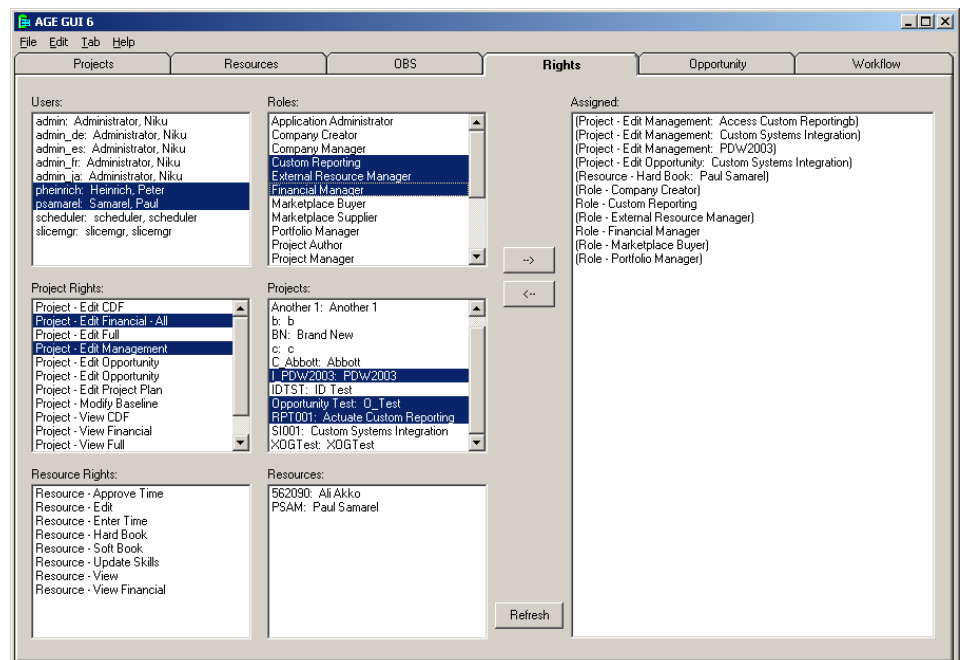 AGE GUI 6
File Edit Tab Help
Projects Resources OBS Rights Opportunity Workflow
Users:
admin: Administrator, Niku
admin_de: Administrator, Niku
admin_es: Administrator, Niku
admin_fr: Administrator, Niku
admin_ja: Administrator, Niku
pheinrich: Heinrich, Peter
psamarel: Samarel, Paul
scheduler: scheduler, scheduler
slicemgr: slicemgr, slicemgr
Roles:
Application Administrator
Company Creator
Company Manager
Custom Reporting
External Resource Manager
Financial Manager
Marketplace Buyer
Marketplace Supplier
Portfolio Manager
Project Author
Project Manager
Project Rights:
Project - Edit CDF
Project - Edit Financial - All
Project - Edit Full
Project - Edit Management
Project - Edit Opportunity
Project - Edit Opportunity
Project - Edit Project Plan
Project - Modify Baseline
Project - View CDF
Project - View Financial
Project - View Full
Projects:
Another 1: Another 1
b: b
BN: Brand New
c: c
C_Abbott: Abbott
I_PDW2003: PDW2003
IDTST: ID Test
Opportunity Test: O_Test
RPT001: Actuate Custom Reporting
SI001: Custom Systems Integration
XOGTest: XOGTest
Resource Rights:
Resource - Approve Time
Resource - Edit
Resource - Enter Time
Resource - Hard Book
Resource - Soft Book
Resource - Update Skills
Resource - View
Resource - View Financial
Resources:
562090: Ali Akko
PSAM: Paul Samarel
-->
<--
Refresh
Assigned:
(Project - Edit Management: Access Custom Reportingb)
(Project - Edit Management: Custom Systems Integration)
(Project - Edit Management: PDW2003)
(Project - Edit Opportunity: Custom Systems Integration)
(Resource - Hard Book: Paul Samarel)
(Role - Company Creator)
Role - Custom Reporting
(Role - External Resource Manager)
Role - Financial Manager
(Role - Marketplace Buyer)
(Role - Portfolio Manager)